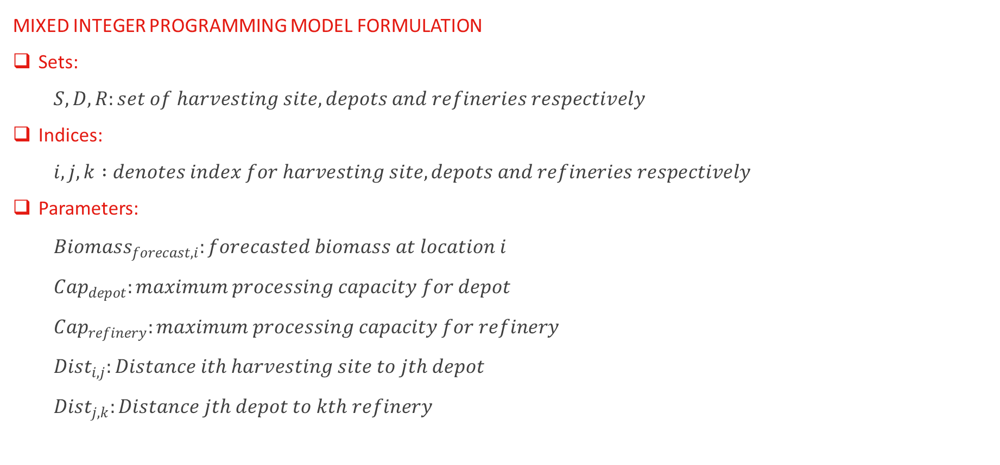 MIXED INTEGER PROGRAMMING MODEL FORMULATION
❑ Sets:
S, D, R: set of harvesting site, depots and refineries respectively
❑ Indices:
i, j, k : denotes index for harvesting site, depots and refineries respectively
❑ Parameters:
Biomass_{forecast,i}: forecasted biomass at location i
Cap_{depot}: maximum processing capacity for depot
Cap_{refinery}: maximum processing capacity for refinery
Dist_{i,j}: Distance ith harvesting site to jth depot
Dist_{j,k}: Distance jth depot to kth refinery